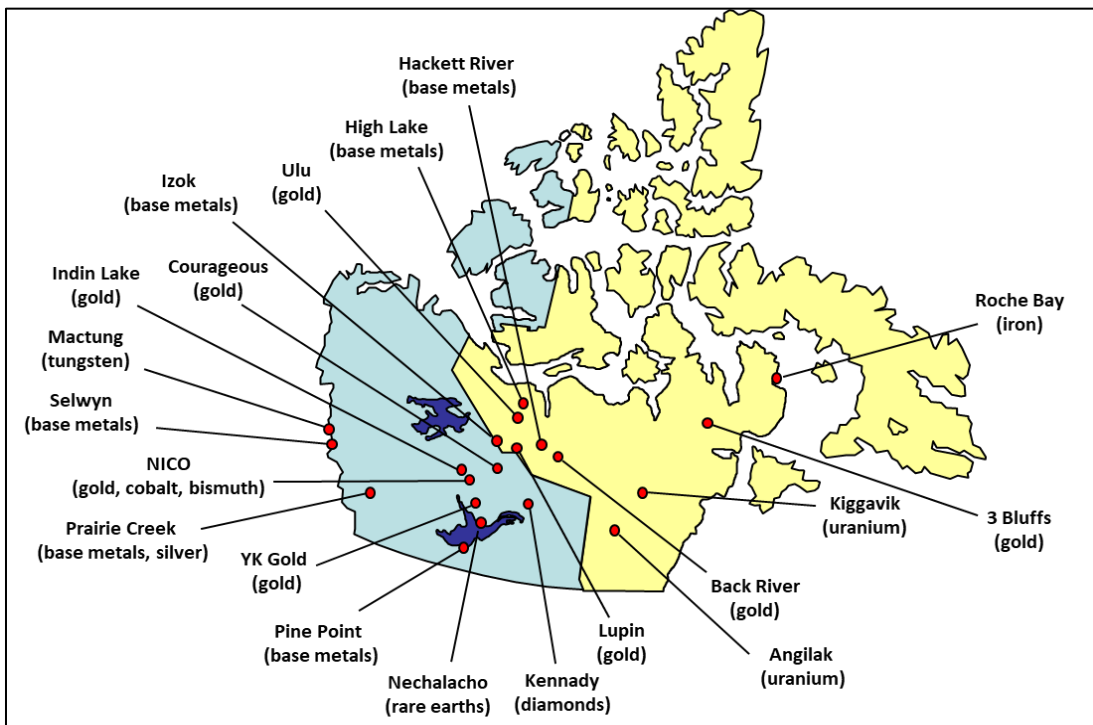 Hackett River
(base metals)
High Lake
(base metals)
Ulu
(gold)
Izok
(base metals)
Courageous
(gold)
Indin Lake
(gold)
Mactung
(tungsten)
Selwyn
(base metals)
NICO
(gold, cobalt, bismuth)
Prairie Creek
(base metals, silver)
YK Gold
(gold)
Pine Point
(base metals)
Nechalacho
(rare earths)
Kennady
(diamonds)
Lupin
(gold)
Back River
(gold)
Angilak
(uranium)
Kiggavik
(uranium)
3 Bluffs
(gold)
Roche Bay
(iron)